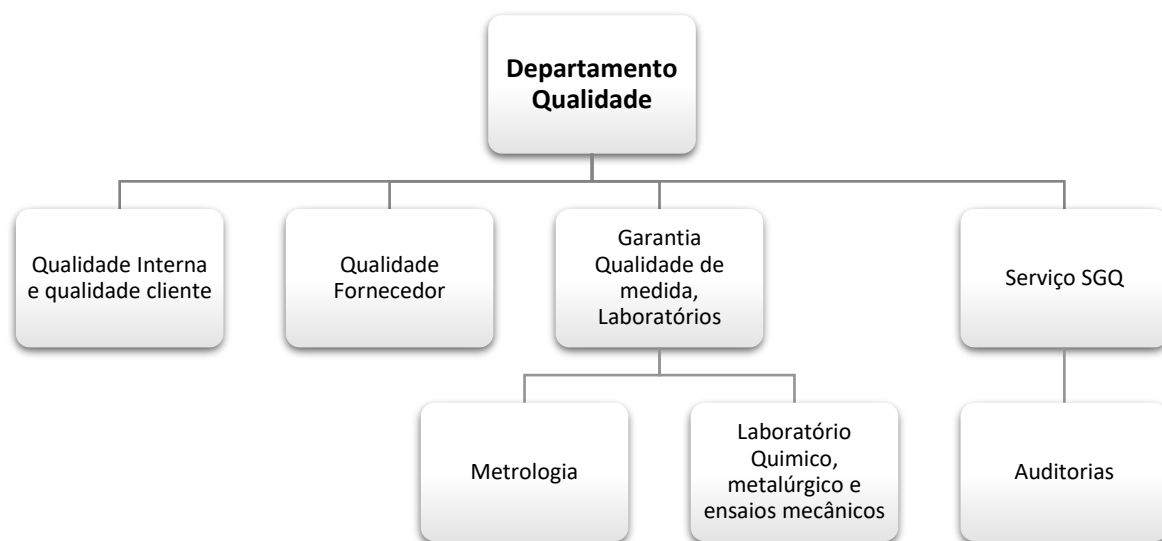 Departamento
Qualidade
Qualidade Interna
e qualidade cliente
Qualidade
Fornecedor
Garantia
Qualidade de
medida,
Laboratórios
Serviço SGQ
Metrologia
Laboratório
Quimico,
metalúrgico e
ensaios mecânicos
Auditorias